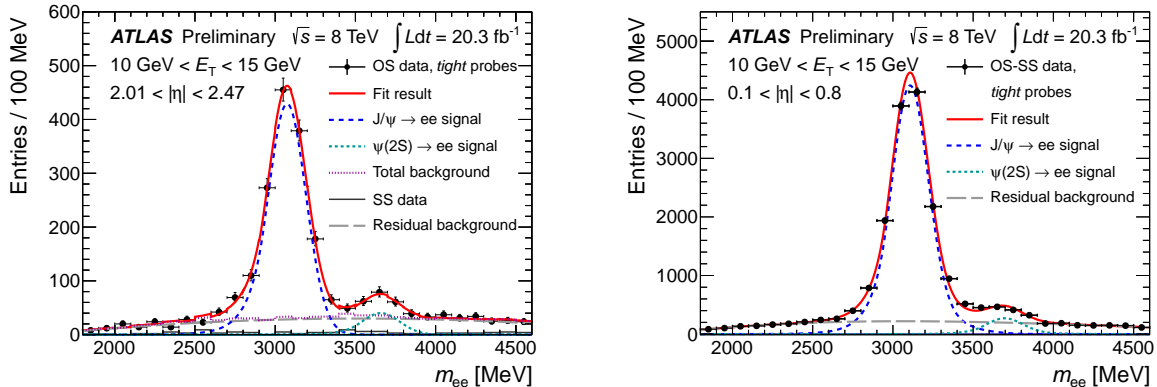 ATLAS Preliminary √s = 8 TeV ∫ Ldt = 20.3 fb⁻¹
10 GeV < E_T < 15 GeV
2.01 < |η| < 2.47
OS data, tight probes
Fit result
J/ψ → ee signal
ψ(2S) → ee signal
Total background
SS data
Residual background
Entries / 100 MeV
600
500
400
300
200
100
0
2000 2500 3000 3500 4000 4500
m_ee [MeV]
ATLAS Preliminary √s = 8 TeV ∫ Ldt = 20.3 fb⁻¹
10 GeV < E_T < 15 GeV
0.1 < |η| < 0.8
OS-SS data,
tight probes
Fit result
J/ψ → ee signal
ψ(2S) → ee signal
Residual background
Entries / 100 MeV
5000
4000
3000
2000
1000
0
2000 2500 3000 3500 4000 4500
m_ee [MeV]